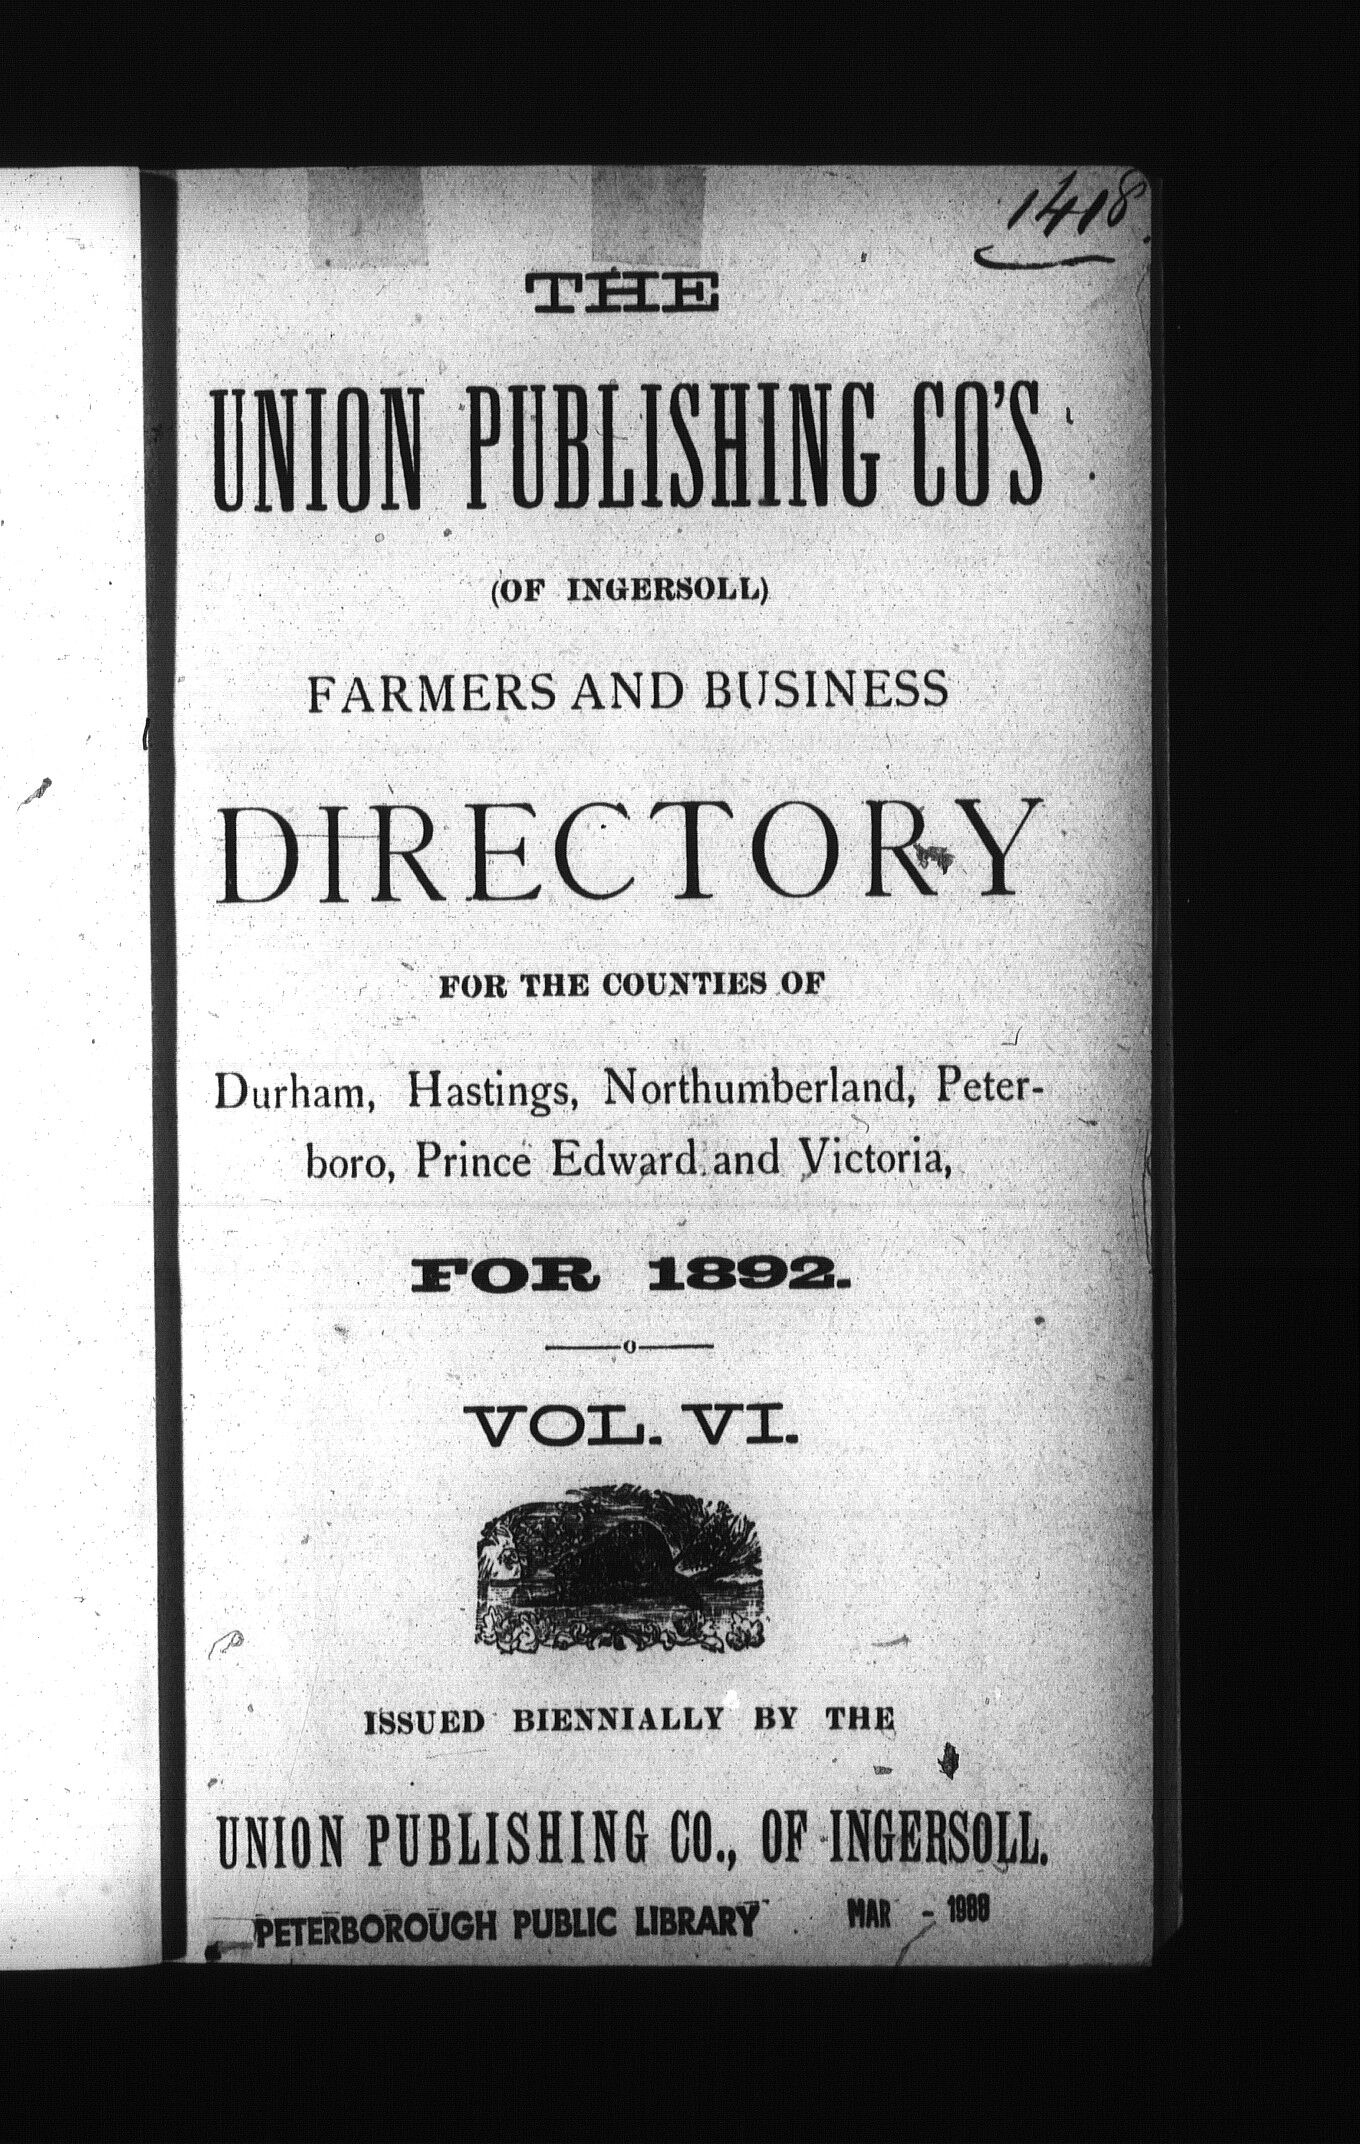 1418
THE
UNION PUBLISHING CO'S
(OF INGERSOLL)
FARMERS AND BUSINESS
DIRECTORY
FOR THE COUNTIES OF
Durham, Hastings, Northumberland, Peter-
boro, Prince Edward and Victoria,
FOR 1892.
o
VOL. VI.
ISSUED BIENNIALLY BY THE
UNION PUBLISHING CO., OF INGERSOLL.
PETERBOROUGH PUBLIC LIBRARY MAR - 1988